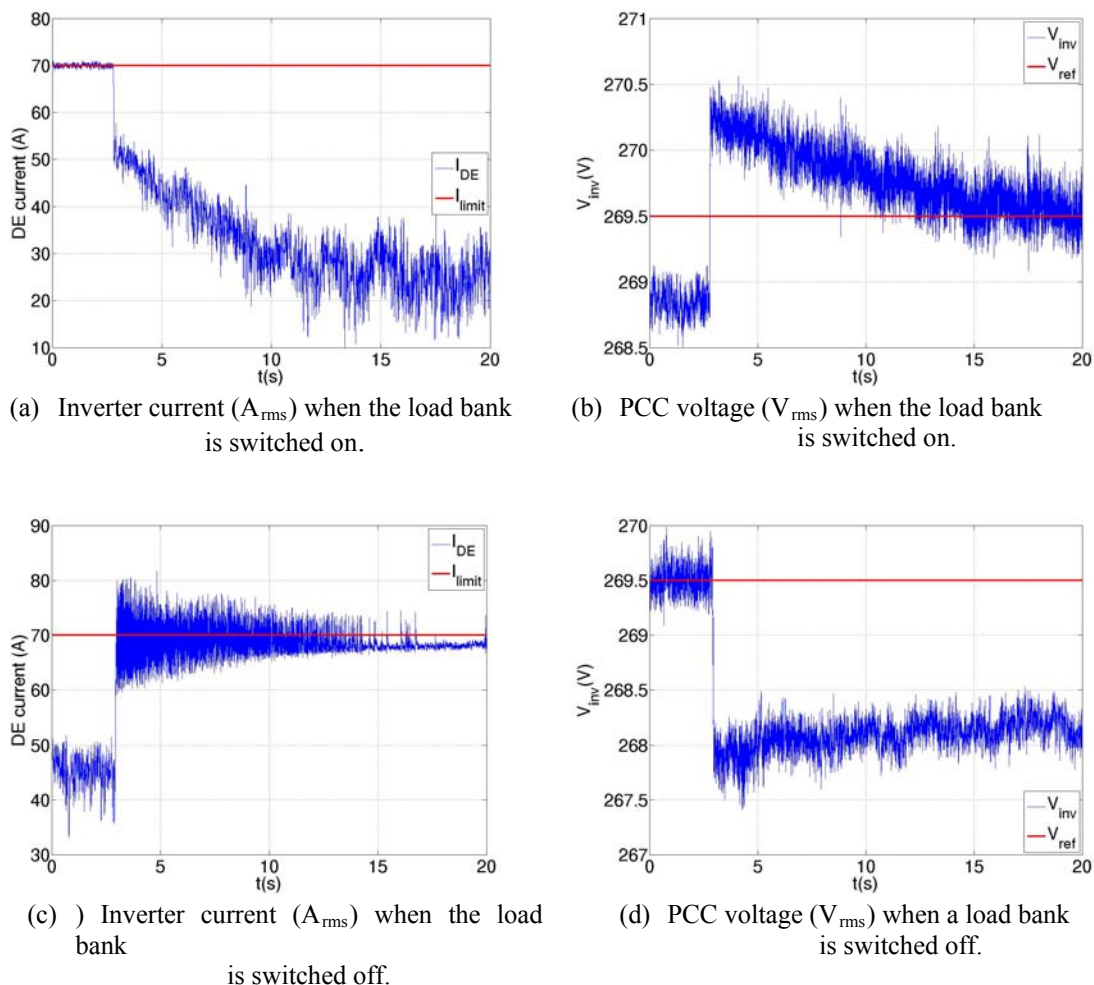 80
70
60
50
40
30
20
10
0
5
10
15
20
DE current (A)
t(s)
I_DE
I_limit
(a) Inverter current (A_rms) when the load bank
is switched on.
271
270.5
270
269.5
269
268.5
0
5
10
15
20
V_inv(V)
t(s)
V_inv
V_ref
(b) PCC voltage (V_rms) when the load bank
is switched on.
90
80
70
60
50
40
30
0
5
10
15
20
DE current (A)
t(s)
I_DE
I_limit
(c) ) Inverter current (A_rms) when the load
bank
is switched off.
270
269.5
269
268.5
268
267.5
267
0
5
10
15
20
V_inv(V)
t(s)
V_inv
V_ref
(d) PCC voltage (V_rms) when a load bank
is switched off.